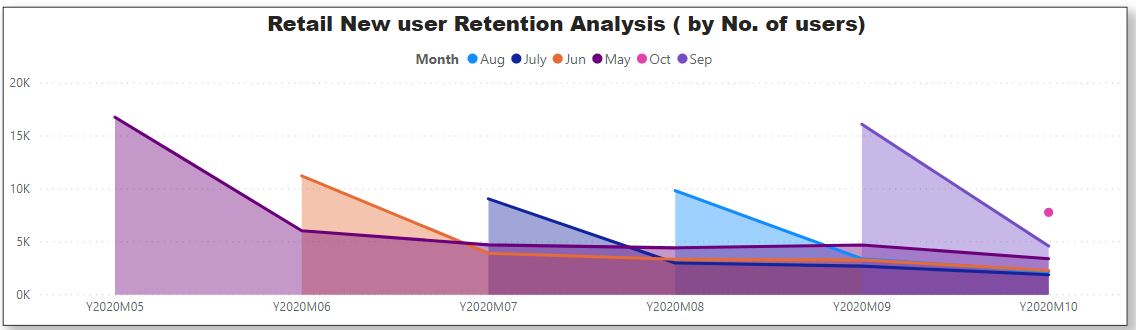 Retail New user Retention Analysis ( by No. of users)
Month Aug July Jun May Oct Sep
20K
15K
10K
5K
0K
Y2020M05 Y2020M06 Y2020M07 Y2020M08 Y2020M09 Y2020M10